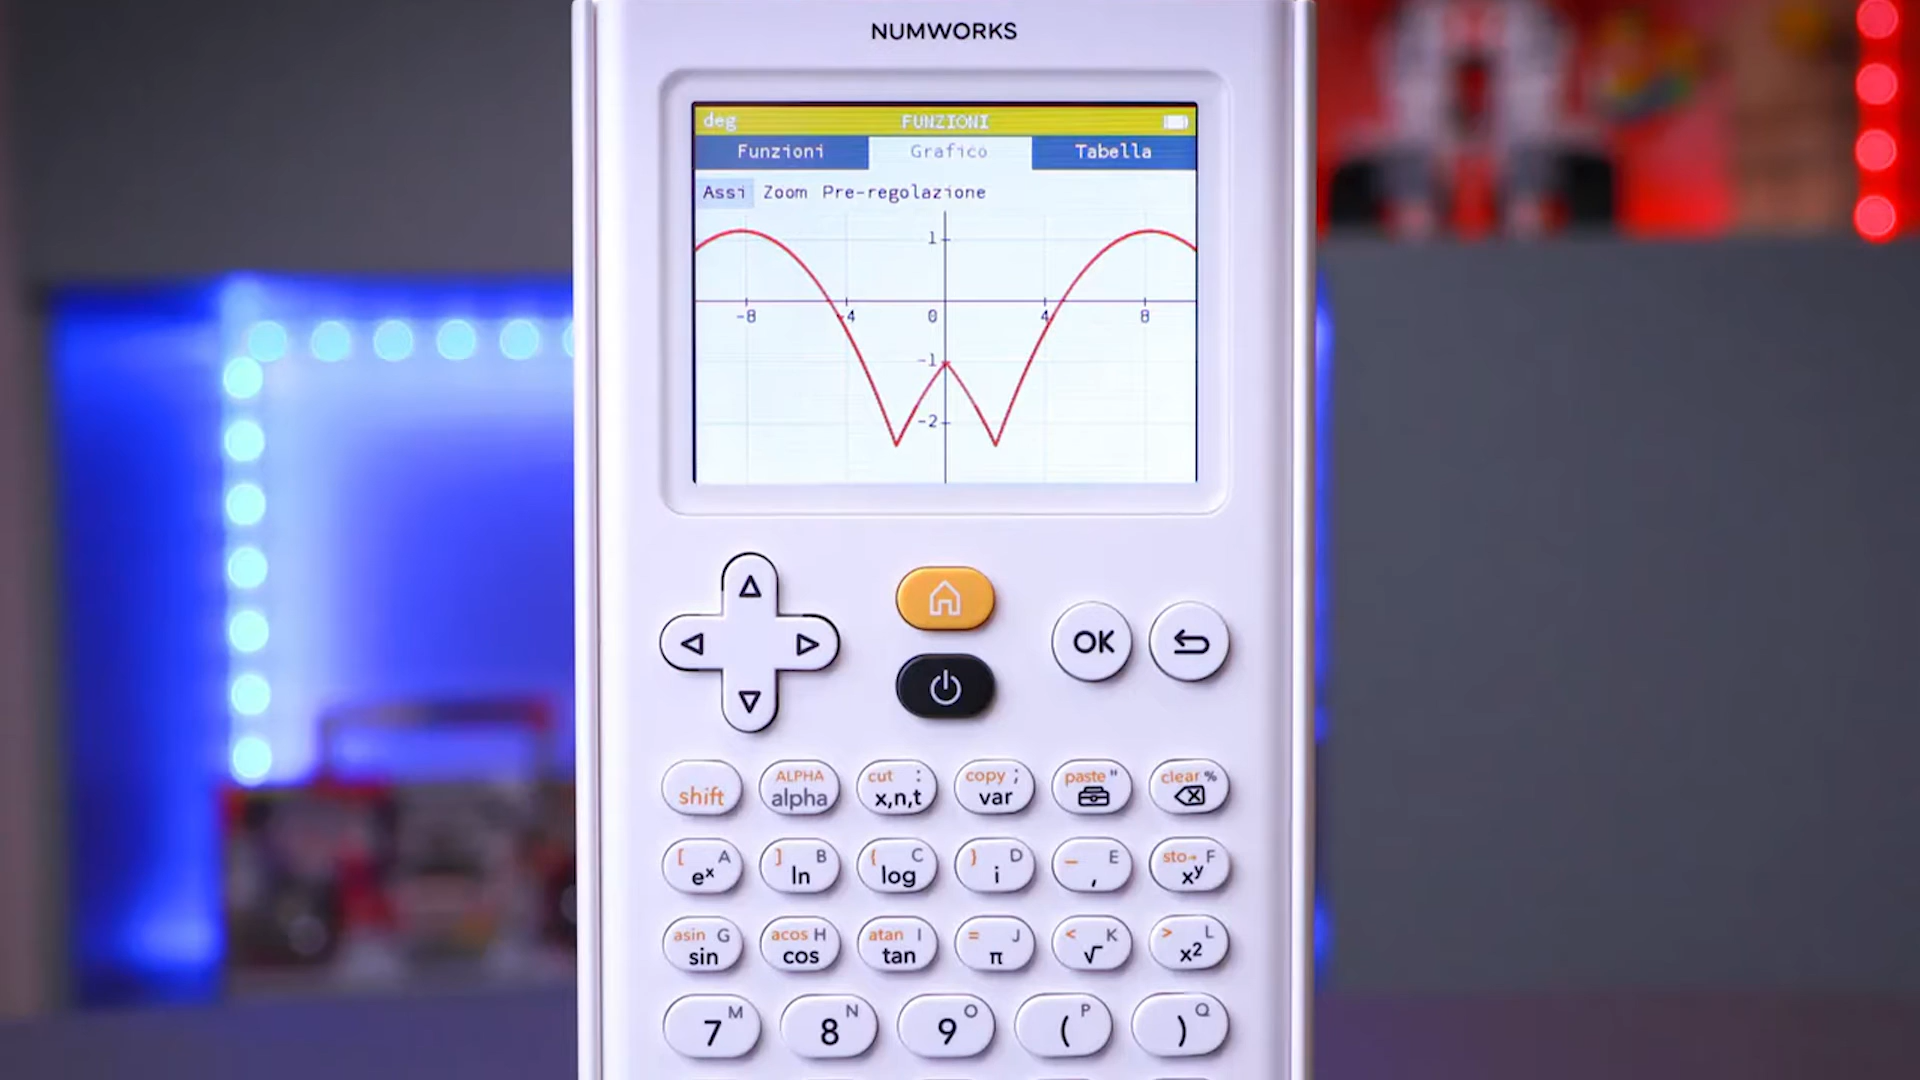 NUMWORKS
deg FUNZIONI
Funzioni Grafico Tabella
Assi Zoom Pre-regolazione
1
-8 -4 0 4 8
-1
-2
OK
shift ALPHA alpha cut : x,n,t copy ; var paste " clear %
[ A eˣ ] B ln { C log } D i _ E , sto→ F xʸ
asin G sin acos H cos atan I tan = J π < K √ > L x²
7 M 8 N 9 O ( P ) Q